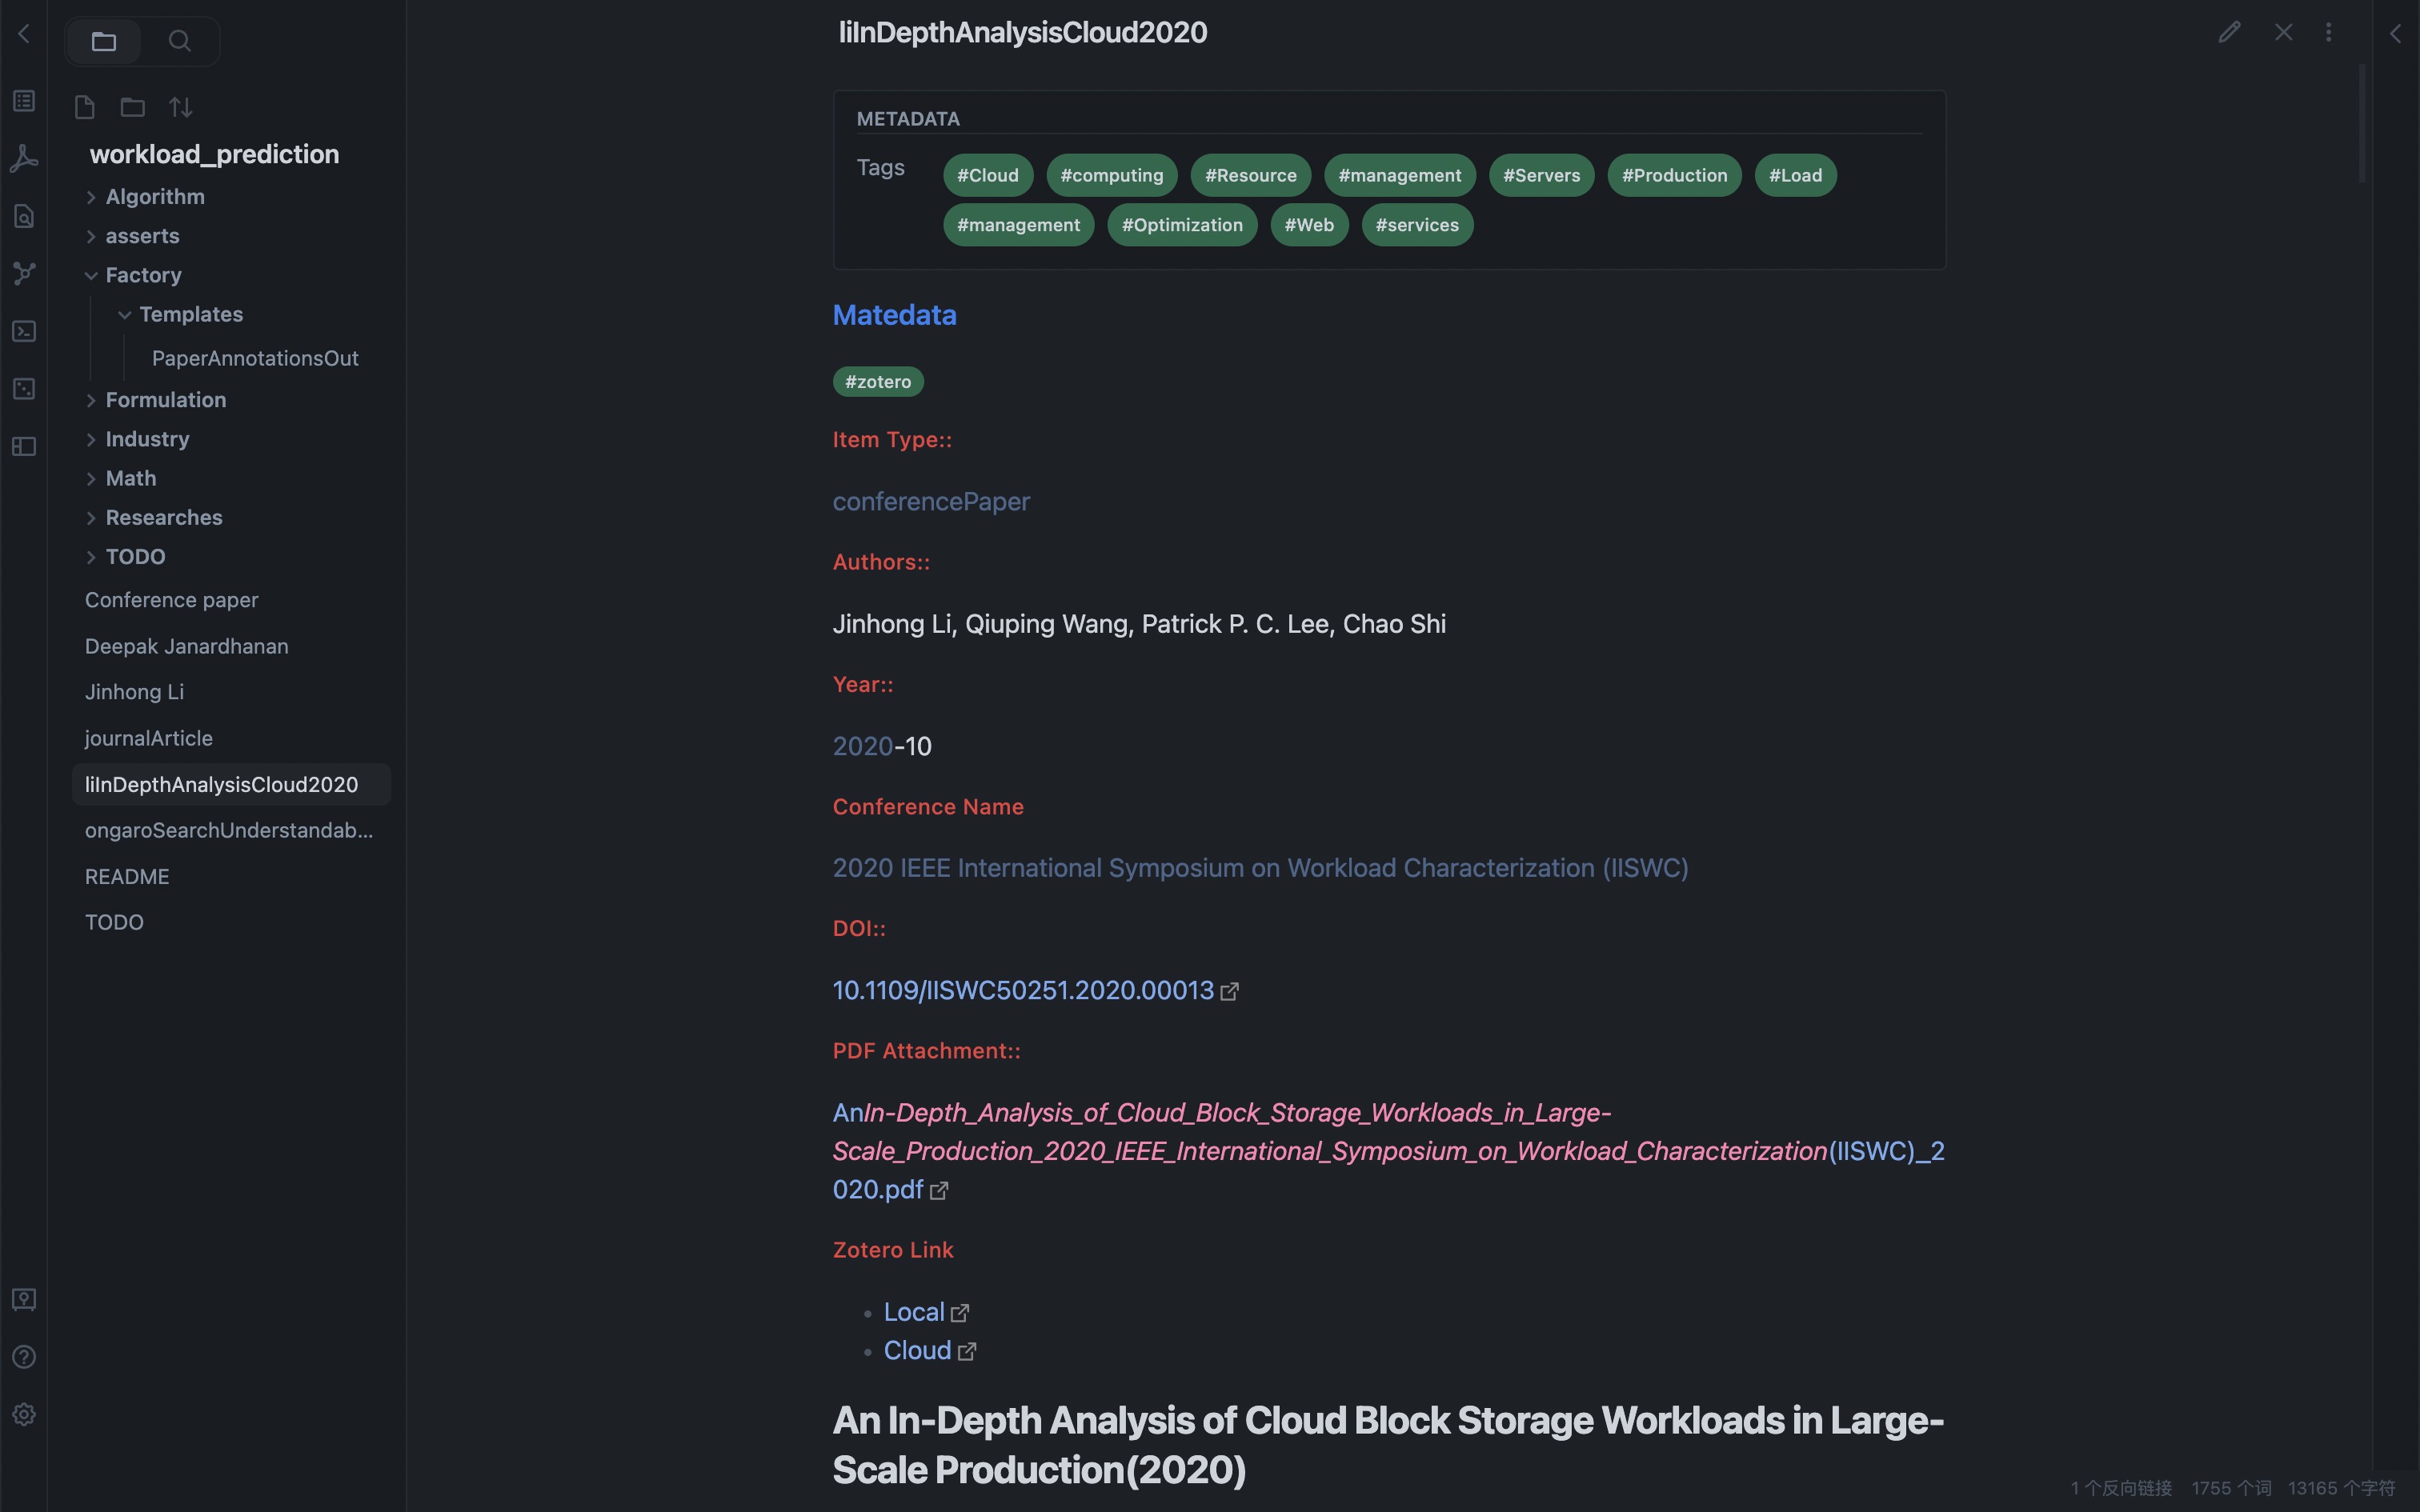 workload_prediction
Algorithm
asserts
Factory
Templates
PaperAnnotationsOut
Formulation
Industry
Math
Researches
TODO
Conference paper
Deepak Janardhanan
Jinhong Li
journalArticle
liInDepthAnalysisCloud2020
ongaroSearchUnderstandab...
README
TODO
liInDepthAnalysisCloud2020
METADATA
Tags
#Cloud #computing #Resource #management #Servers #Production #Load
#management #Optimization #Web #services
Matedata
#zotero
Item Type::
conferencePaper
Authors::
Jinhong Li, Qiuping Wang, Patrick P. C. Lee, Chao Shi
Year::
2020-10
Conference Name
2020 IEEE International Symposium on Workload Characterization (IISWC)
DOI::
10.1109/IISWC50251.2020.00013
PDF Attachment::
AnIn-Depth_Analysis_of_Cloud_Block_Storage_Workloads_in_Large-
Scale_Production_2020_IEEE_International_Symposium_on_Workload_Characterization(IISWC)_2
020.pdf
Zotero Link
Local
Cloud
An In-Depth Analysis of Cloud Block Storage Workloads in Large-
Scale Production(2020)
1 个反向链接 1755 个词 13165 个字符